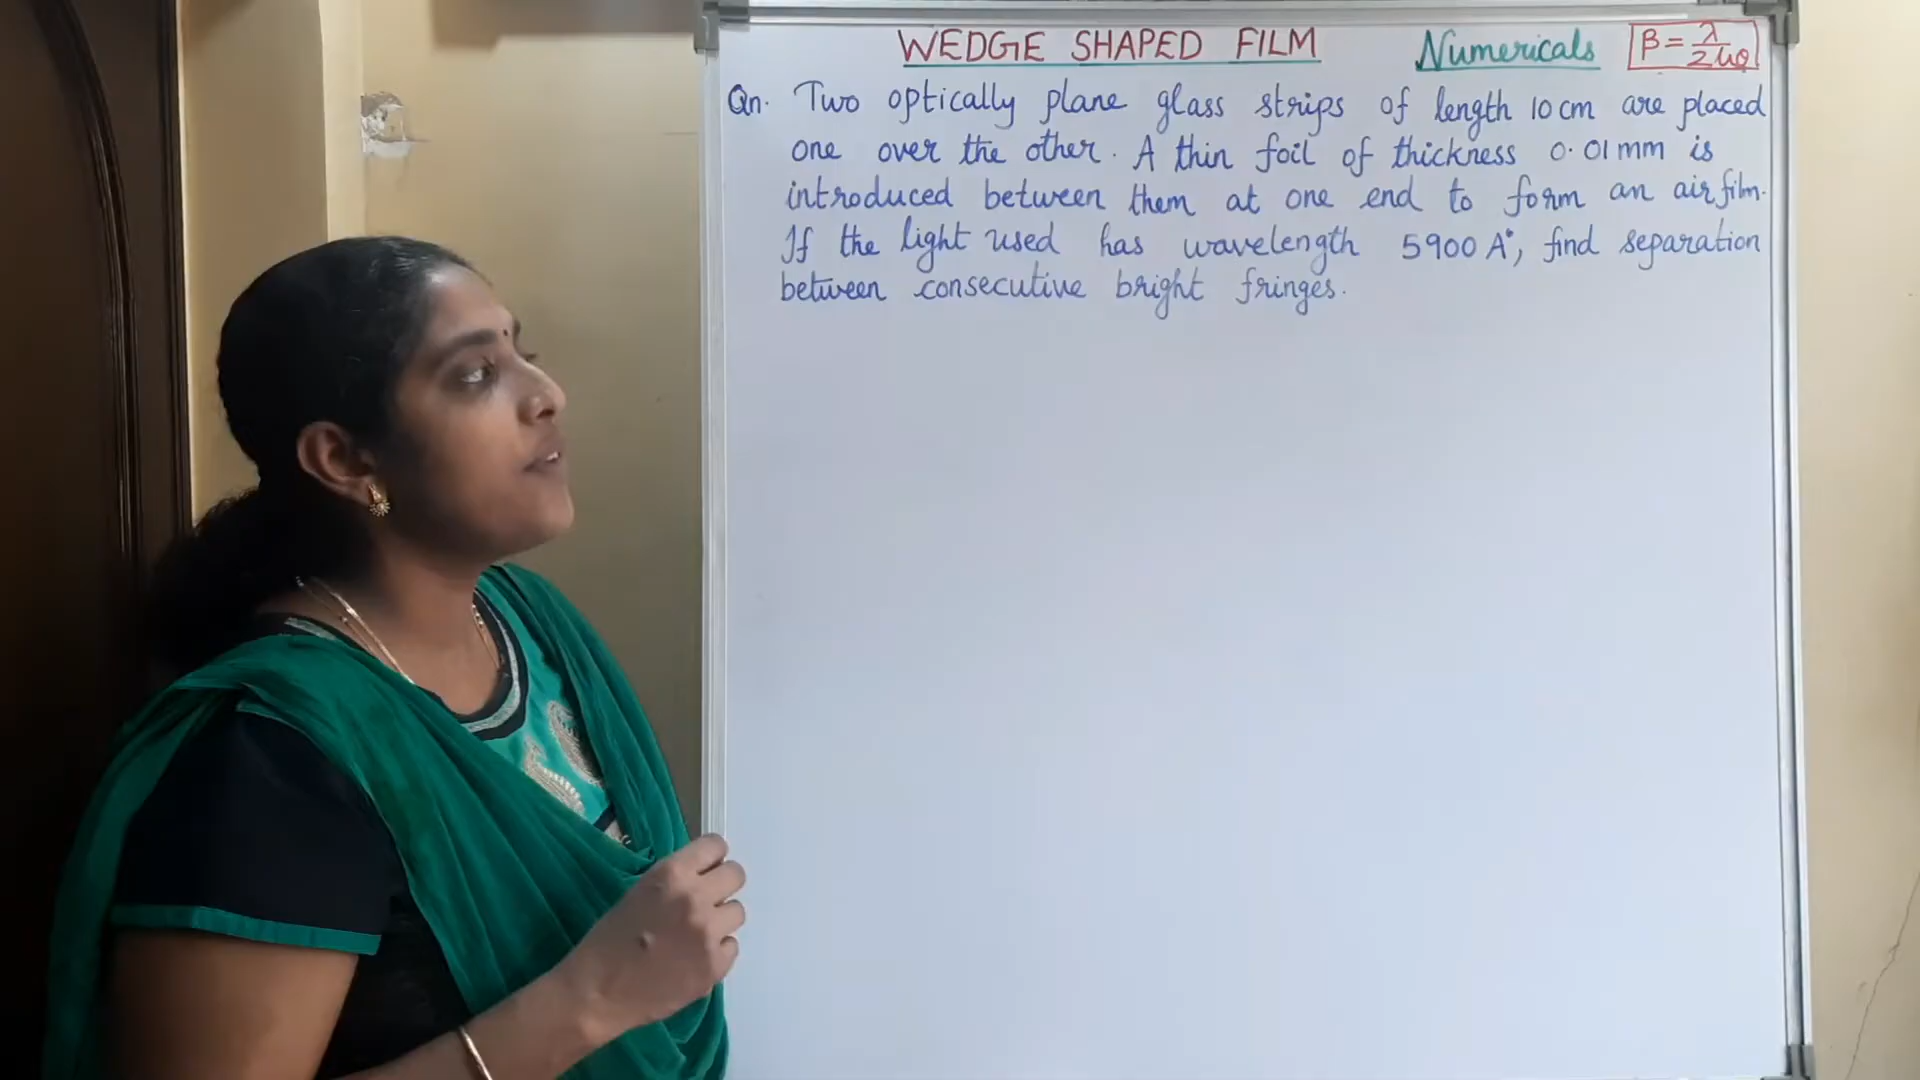 WEDGE SHAPED FILM Numericals β = λ/2μθ
Qn. Two optically plane glass strips of length 10 cm are placed
one over the other. A thin foil of thickness 0.01 mm is
introduced between them at one end to form an air film.
If the light used has wavelength 5900 A°, find separation
between consecutive bright fringes.